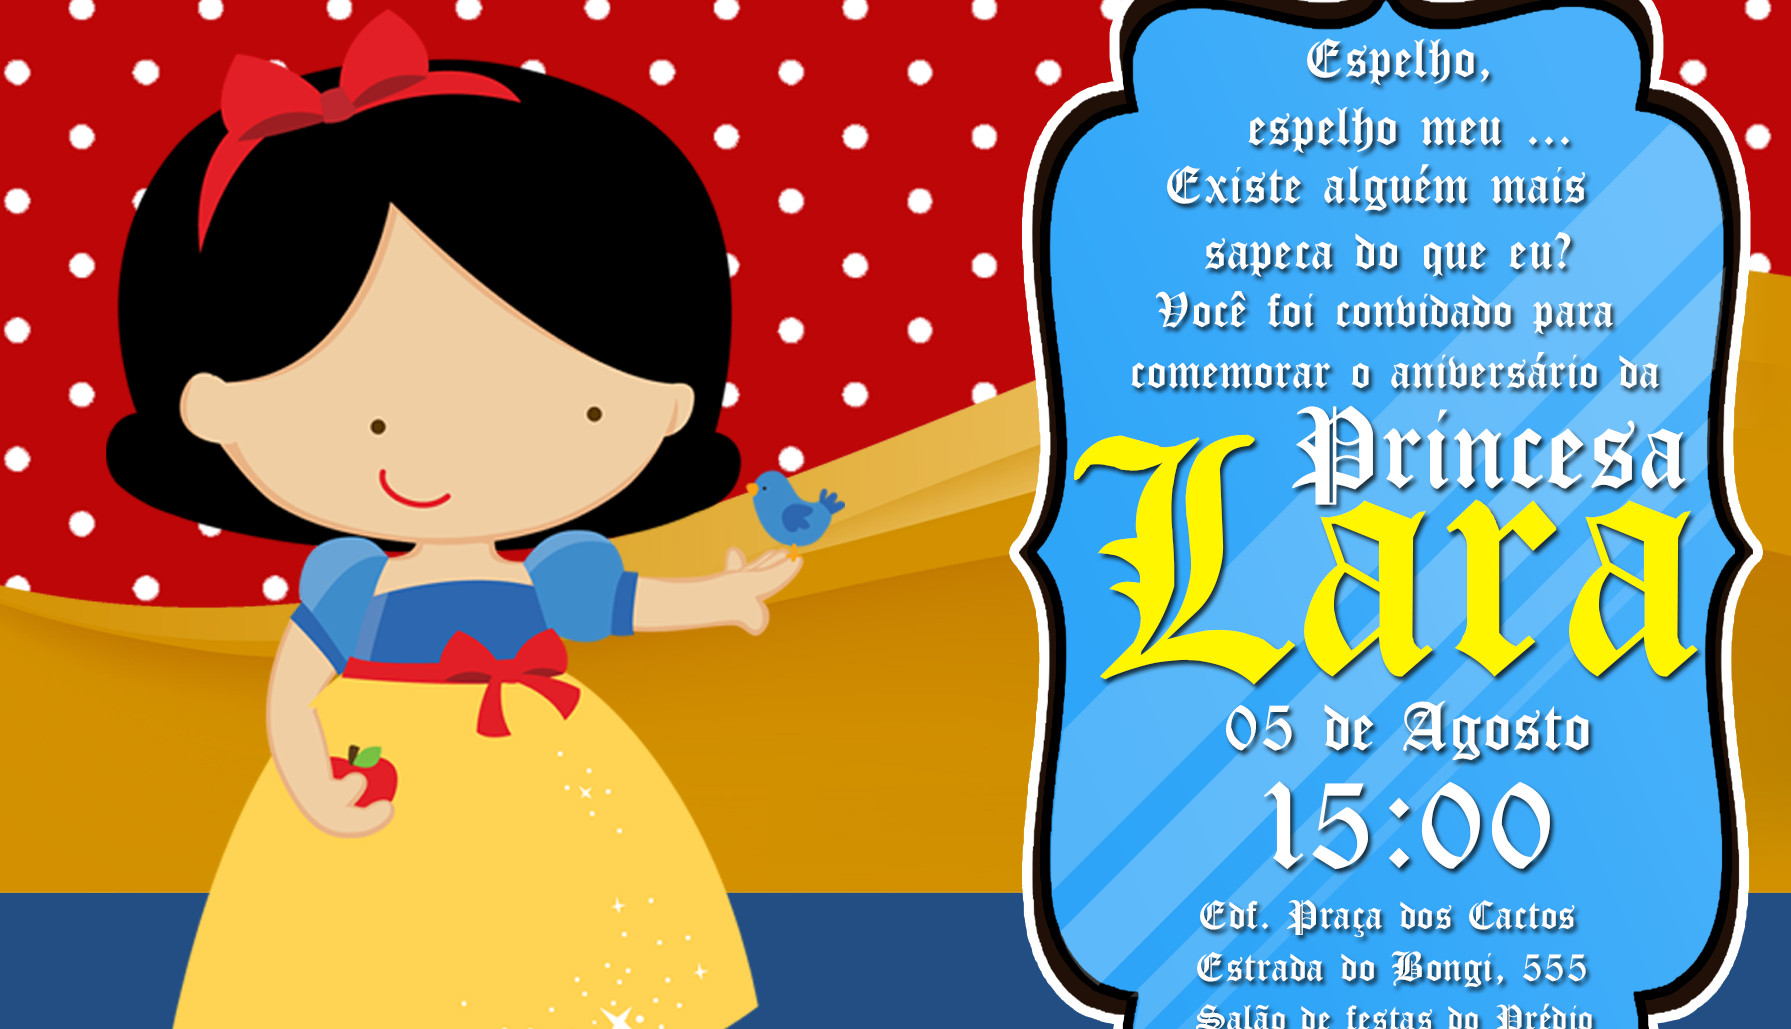 Espelho,
espelho meu ...
Existe alguém mais
sapeca do que eu?
Você foi convidado para
comemorar o aniversário da
Princesa
Lara
05 de Agosto
15:00
Edf. Praça dos Cactos
Estrada do Bongi, 555
Salão de festas do Prédio